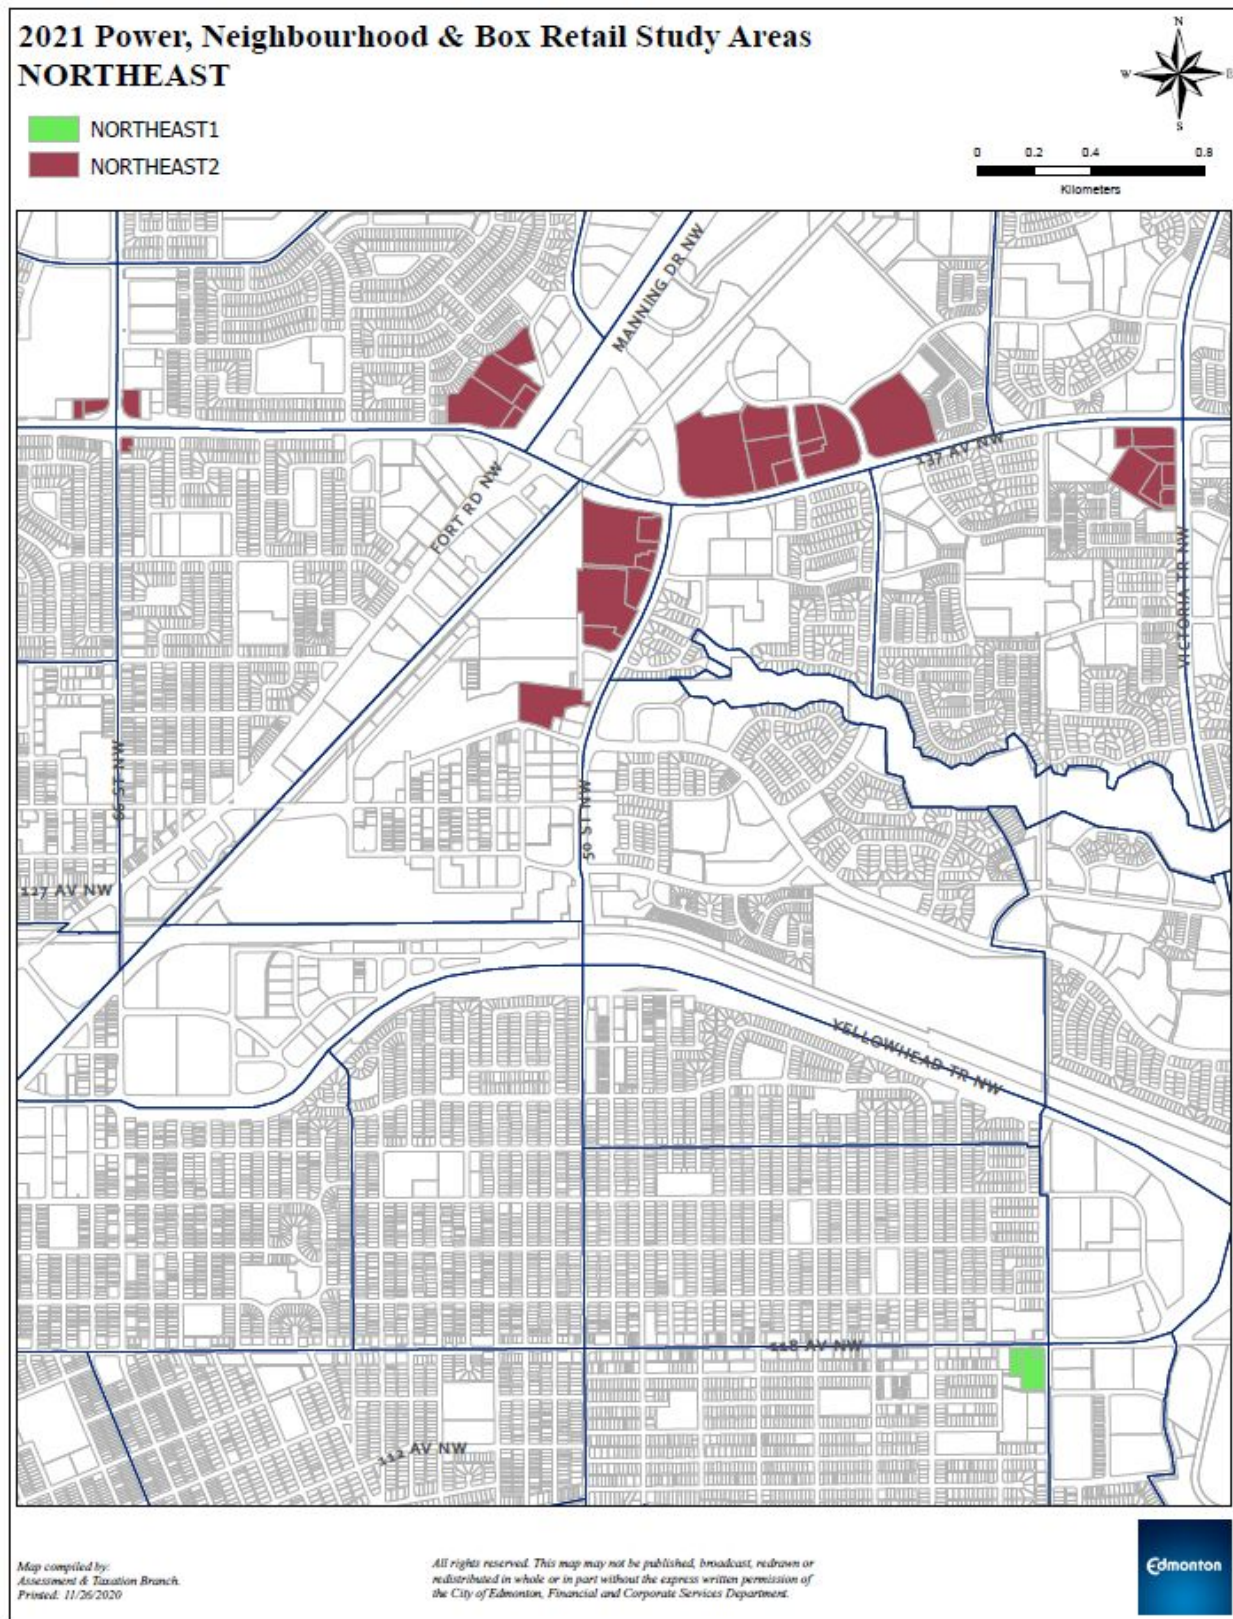 2021 Power, Neighbourhood & Box Retail Study Areas
NORTHEAST
NORTHEAST1
NORTHEAST2
N
W
E
S
0 0.2 0.4 0.8
Kilometers
MANNING DR NW
137 AV NW
FORT RD NW
VICTORIA TR NW
66 ST NW
50 ST NW
127 AV NW
YELLOWHEAD TR NW
118 AV NW
112 AV NW
Map compiled by:
Assessment & Taxation Branch.
Printed: 11/26/2020
All rights reserved. This map may not be published, broadcast, redrawn or
redistributed in whole or in part without the express written permission of
the City of Edmonton, Financial and Corporate Services Department.
Edmonton